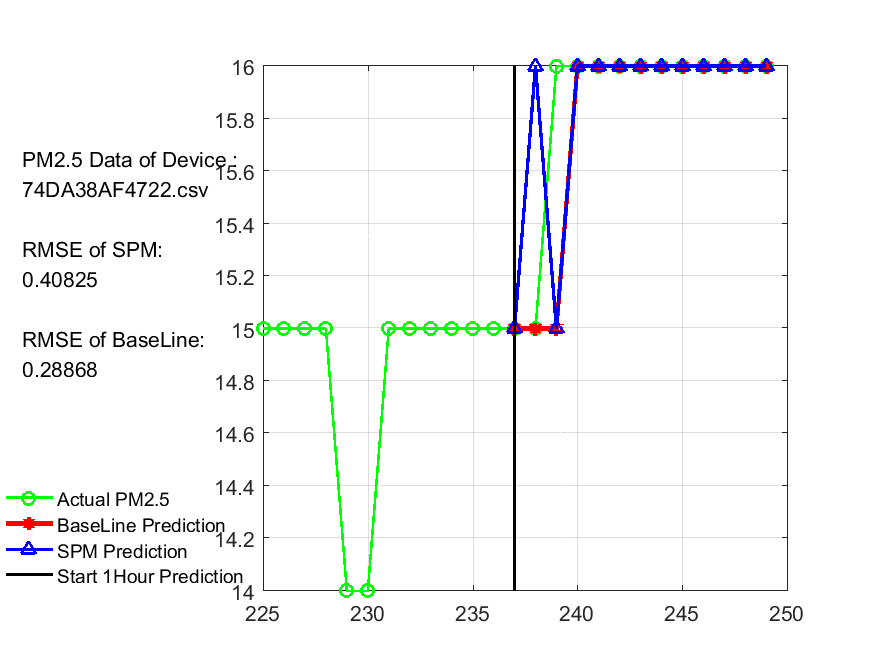 PM2.5 Data of Device :
74DA38AF4722.csv
RMSE of SPM:
0.40825
RMSE of BaseLine:
0.28868
Actual PM2.5
BaseLine Prediction
SPM Prediction
Start 1Hour Prediction
16
15.8
15.6
15.4
15.2
15
14.8
14.6
14.4
14.2
14
225
230
235
240
245
250